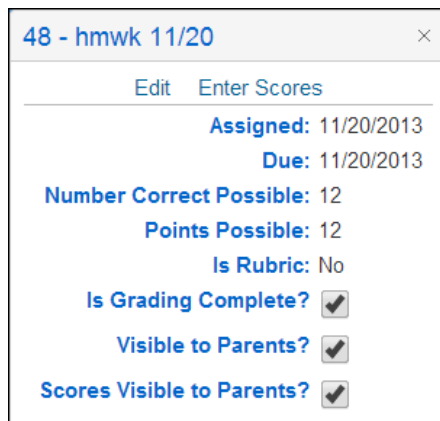 48 - hmwk 11/20
Edit Enter Scores
Assigned: 11/20/2013
Due: 11/20/2013
Number Correct Possible: 12
Points Possible: 12
Is Rubric: No
Is Grading Complete?
Visible to Parents?
Scores Visible to Parents?